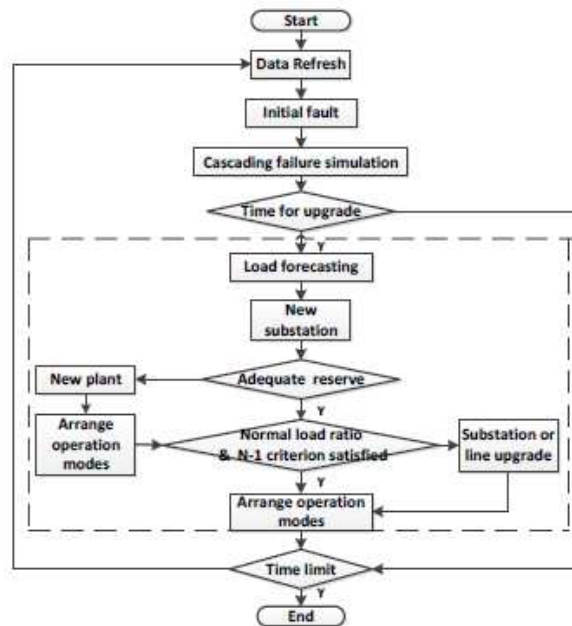 Start
Data Refresh
Initial fault
Cascading failure simulation
Time for upgrade
Y
Load forecasting
New
substation
New plant
Adequate reserve
Y
Arrange
operation
modes
Normal load ratio
& N-1 criterion satisfied
Substation or
line upgrade
Y
Arrange operation
modes
Time limit
Y
End